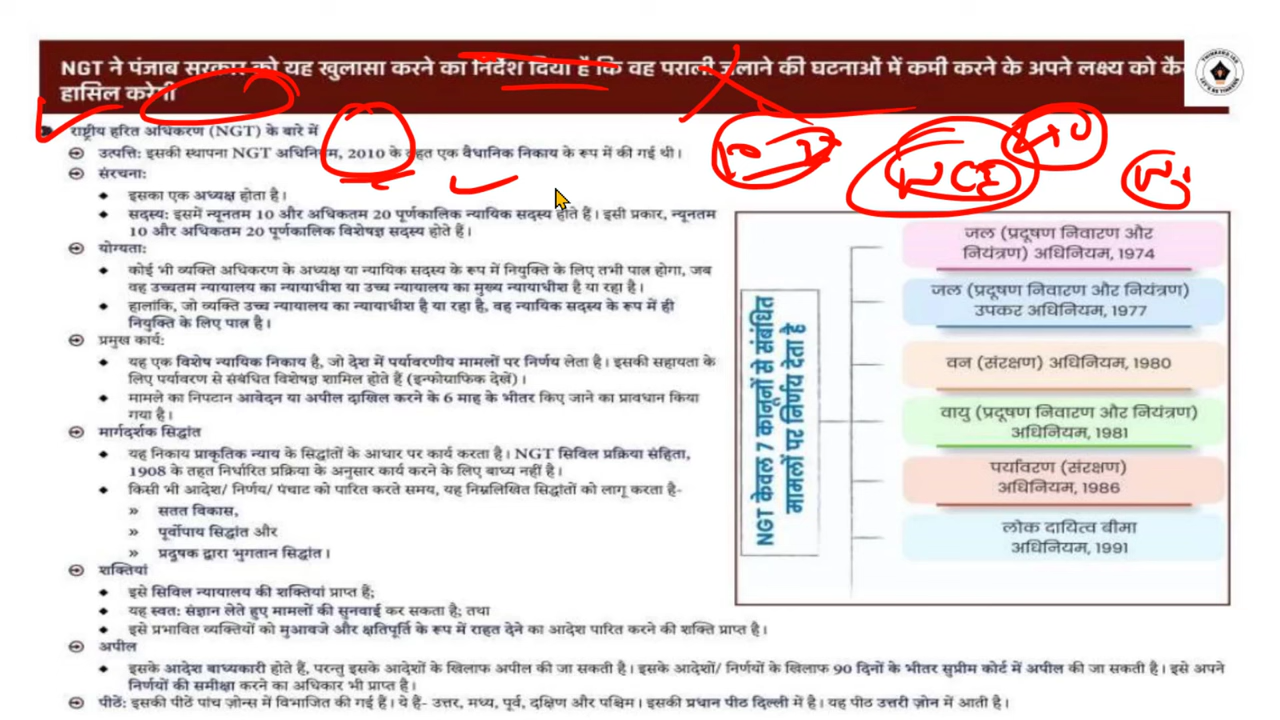 NGT ने पंजाब सरकार को यह खुलासा करने का निर्देश दिया है कि वह पराली जलाने की घटनाओं में कमी करने के अपने लक्ष्य को कै
हासिल करेगी
राष्ट्रीय हरित अधिकरण (NGT) के बारे में
उत्पत्ति: इसकी स्थापना NGT अधिनियम, 2010 के तहत एक वैधानिक निकाय के रूप में की गई थी।
संरचना:
इसका एक अध्यक्ष होता है।
सदस्य: इसमें न्यूनतम 10 और अधिकतम 20 पूर्णकालिक न्यायिक सदस्य होते हैं। इसी प्रकार, न्यूनतम
10 और अधिकतम 20 पूर्णकालिक विशेषज्ञ सदस्य होते हैं।
योग्यता:
कोई भी व्यक्ति अधिकरण के अध्यक्ष या न्यायिक सदस्य के रूप में नियुक्ति के लिए तभी पात्र होगा, जब
वह उच्चतम न्यायालय का न्यायाधीश या उच्च न्यायालय का मुख्य न्यायाधीश है या रहा है।
हालांकि, जो व्यक्ति उच्च न्यायालय का न्यायाधीश है या रहा है, वह न्यायिक सदस्य के रूप में ही
नियुक्ति के लिए पात्र है।
प्रमुख कार्य:
यह एक विशेष न्यायिक निकाय है, जो देश में पर्यावरणीय मामलों पर निर्णय लेता है। इसकी सहायता के
लिए पर्यावरण से संबंधित विशेषज्ञ शामिल होते हैं (इन्फोग्राफिक देखें)।
मामले का निपटान आवेदन या अपील दाखिल करने के 6 माह के भीतर किए जाने का प्रावधान किया
गया है।
मार्गदर्शक सिद्धांत
यह निकाय प्राकृतिक न्याय के सिद्धांतों के आधार पर कार्य करता है। NGT सिविल प्रक्रिया संहिता,
1908 के तहत निर्धारित प्रक्रिया के अनुसार कार्य करने के लिए बाध्य नहीं है।
किसी भी आदेश/ निर्णय/ पंचाट को पारित करते समय, यह निम्नलिखित सिद्धांतों को लागू करता है-
» सतत विकास,
» पूर्वोपाय सिद्धांत और
» प्रदूषक द्वारा भुगतान सिद्धांत।
शक्तियां
इसे सिविल न्यायालय की शक्तियां प्राप्त हैं;
यह स्वत: संज्ञान लेते हुए मामलों की सुनवाई कर सकता है; तथा
इसे प्रभावित व्यक्तियों को मुआवजे और क्षतिपूर्ति के रूप में राहत देने का आदेश पारित करने की शक्ति प्राप्त है।
अपील
इसके आदेश बाध्यकारी होते हैं, परन्तु इसके आदेशों के खिलाफ अपील की जा सकती है। इसके आदेशों/ निर्णयों के खिलाफ 90 दिनों के भीतर सुप्रीम कोर्ट में अपील की जा सकती है। इसे अपने
निर्णयों की समीक्षा करने का अधिकार भी प्राप्त है।
पीठें: इसकी पीठें पांच ज़ोन्स में विभाजित की गई हैं। ये हैं- उत्तर, मध्य, पूर्व, दक्षिण और पश्चिम। इसकी प्रधान पीठ दिल्ली में है। यह पीठ उत्तरी ज़ोन में आती है।
NGT केवल 7 कानूनों से संबंधित
मामलों पर निर्णय देता है
जल (प्रदूषण निवारण और
नियंत्रण) अधिनियम, 1974
जल (प्रदूषण निवारण और नियंत्रण)
उपकर अधिनियम, 1977
वन (संरक्षण) अधिनियम, 1980
वायु (प्रदूषण निवारण और नियंत्रण)
अधिनियम, 1981
पर्यावरण (संरक्षण)
अधिनियम, 1986
लोक दायित्व बीमा
अधिनियम, 1991